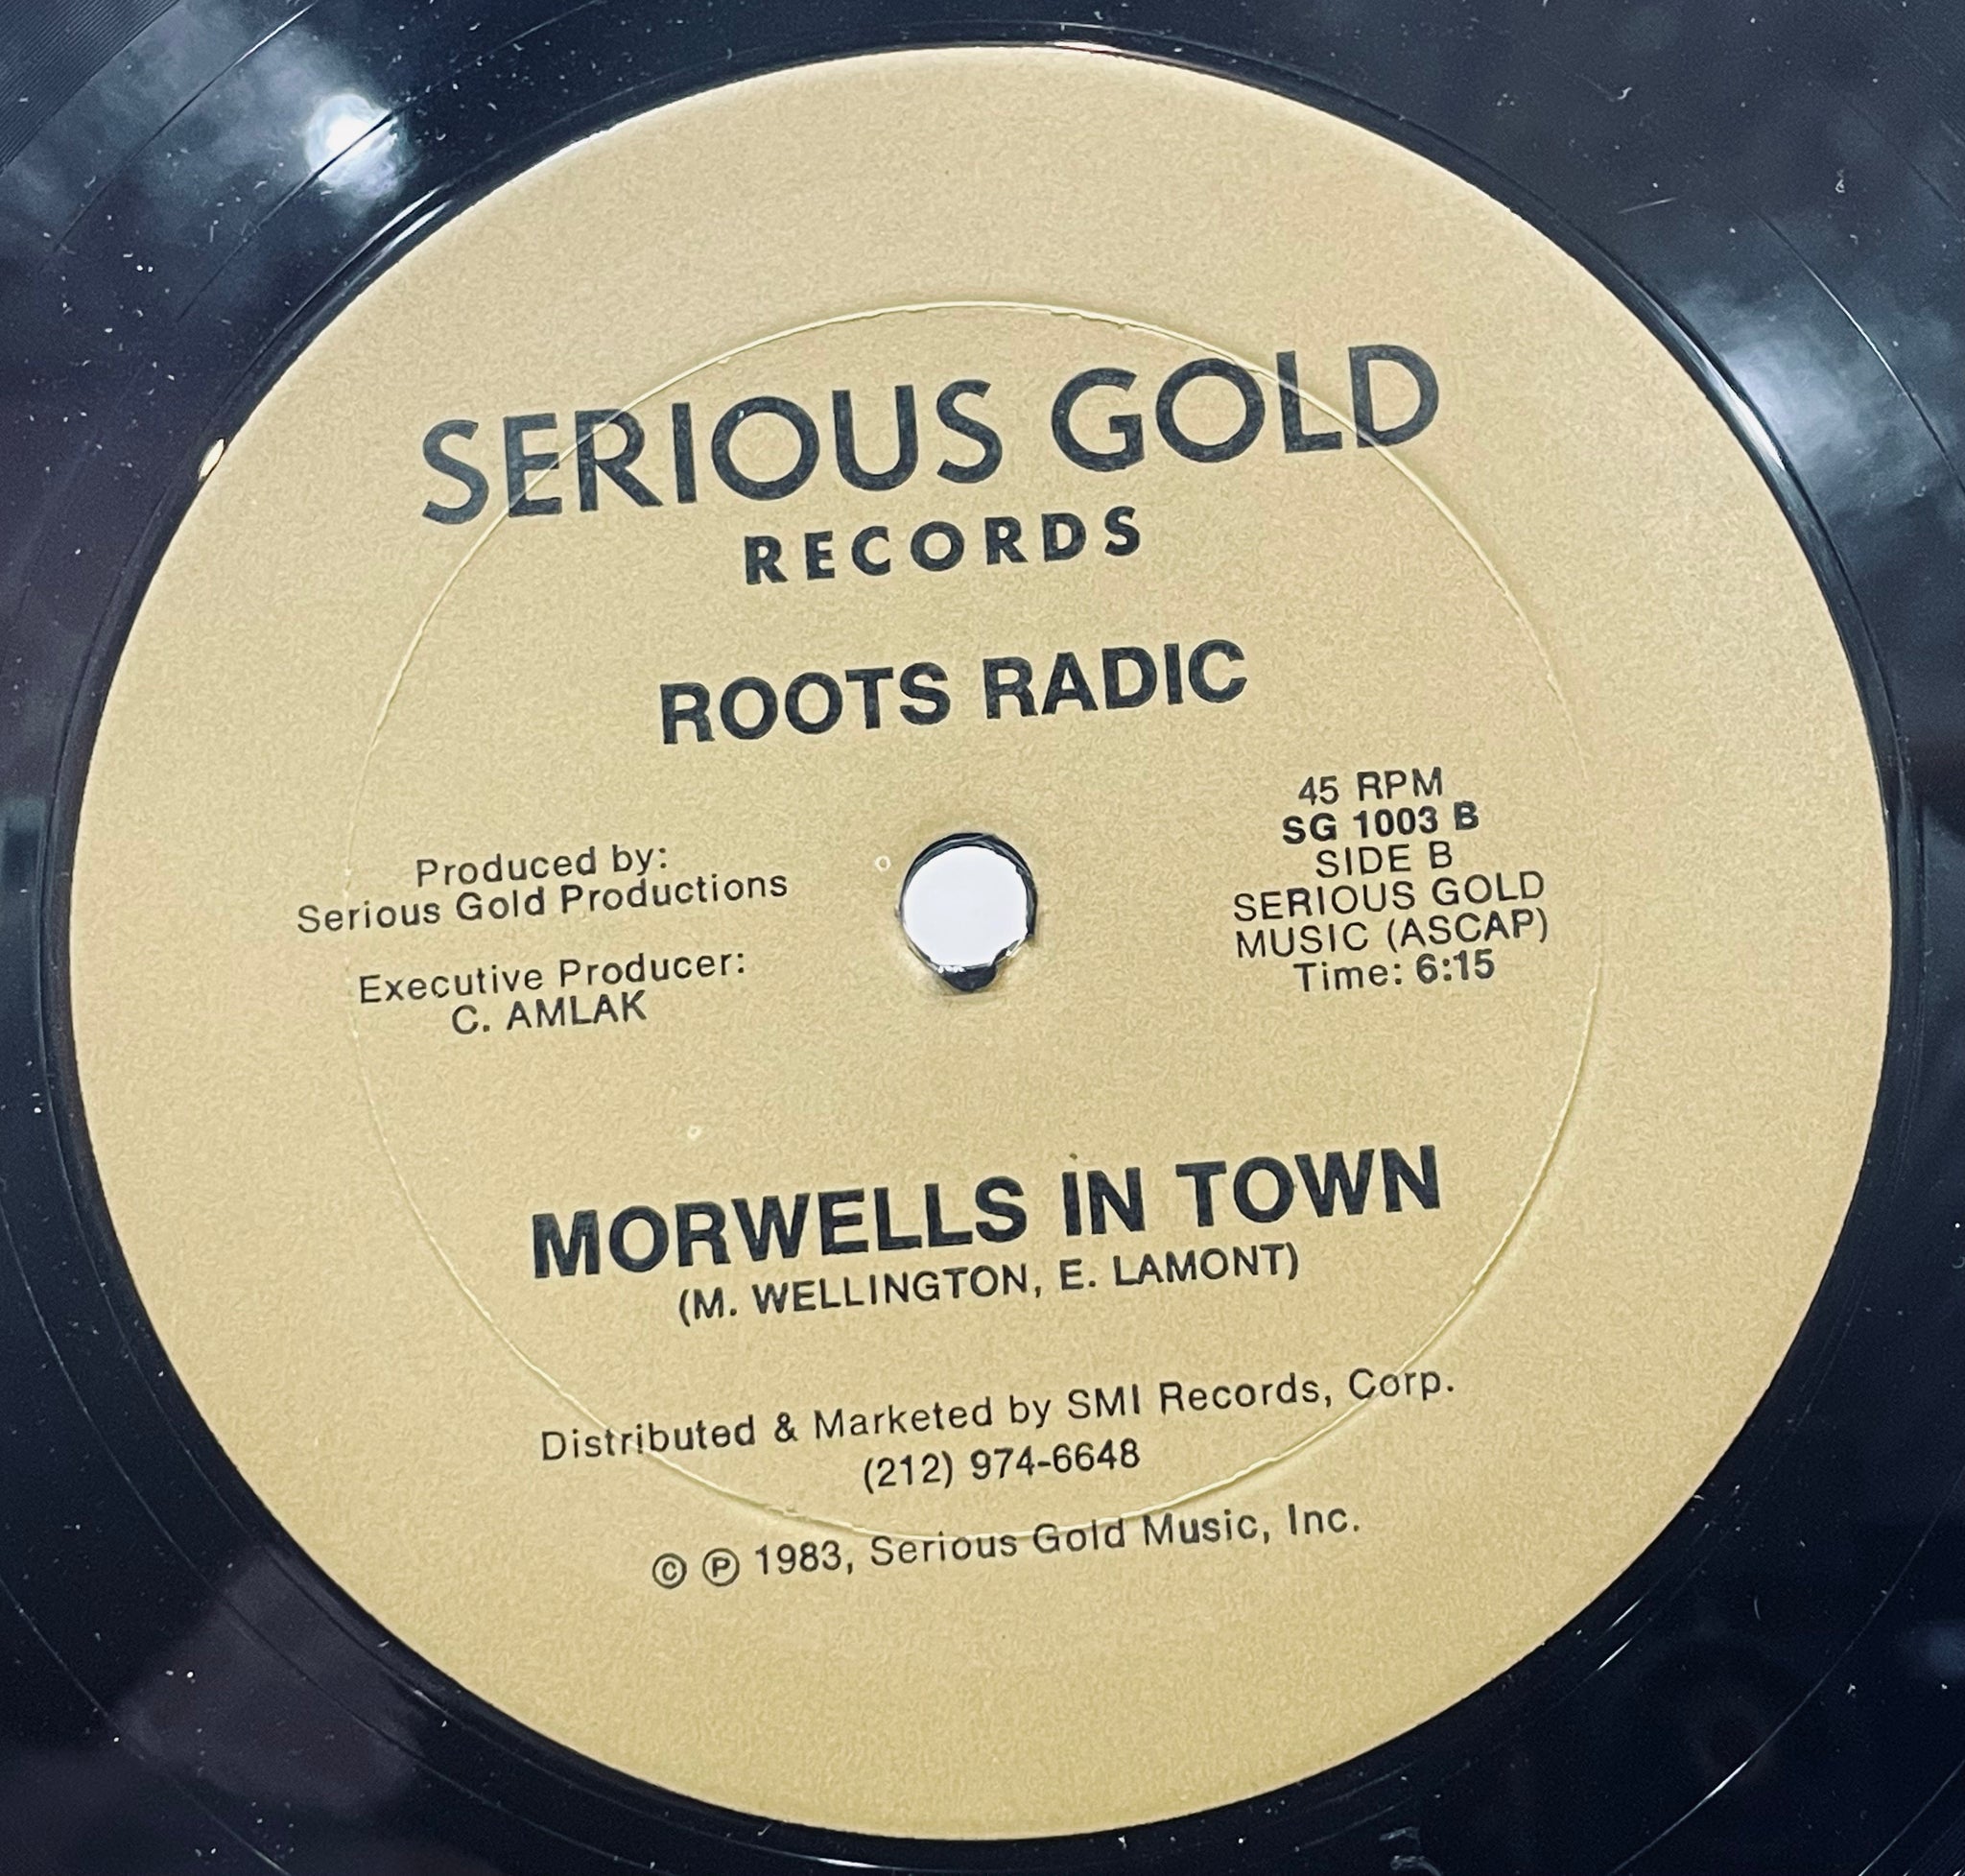 SERIOUS GOLD
RECORDS
ROOTS RADIC
Produced by:
Serious Gold Productions
Executive Producer:
C. AMLAK
45 RPM
SG 1003 B
SIDE B
SERIOUS GOLD
MUSIC (ASCAP)
Time: 6:15
MORWELLS IN TOWN
(M. WELLINGTON, E. LAMONT)
Distributed & Marketed by SMI Records, Corp.
(212) 974-6648
© ℗ 1983, Serious Gold Music, Inc.